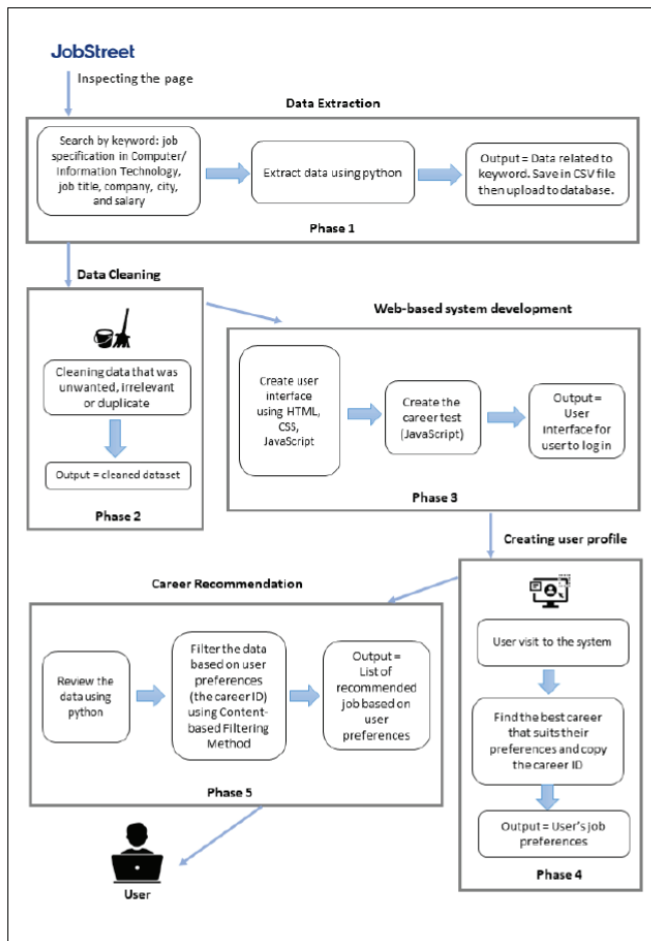 JobStreet
Inspecting the page
Data Extraction
Search by keyword: job
specification in Computer/
Information Technology,
job title, company, city,
and salary
Extract data using python
Output = Data related to
keyword. Save in CSV file
then upload to database.
Phase 1
Data Cleaning
Cleaning data that was
unwanted, irrelevant
or duplicate
Output = cleaned dataset
Phase 2
Web-based system development
Create user
interface
using HTML,
CSS,
JavaScript
Create the
career test
(JavaScript)
Output =
User
interface for
user to log in
Phase 3
Creating user profile
User visit to the system
Find the best career
that suits their
preferences and copy
the career ID
Output = User's job
preferences
Phase 4
Career Recommendation
Review the
data using
python
Filter the data
based on user
preferences
(the career ID)
using Content-
based Filtering
Method
Output =
List of
recommended
job based on
user
preferences
Phase 5
User